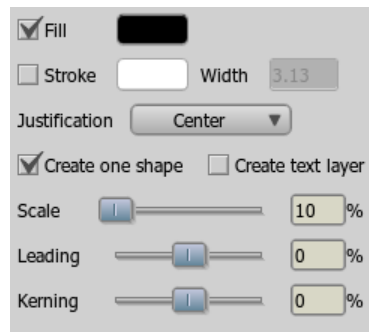 Fill
Stroke Width 3.13
Justification Center
Create one shape Create text layer
Scale 10 %
Leading 0 %
Kerning 0 %